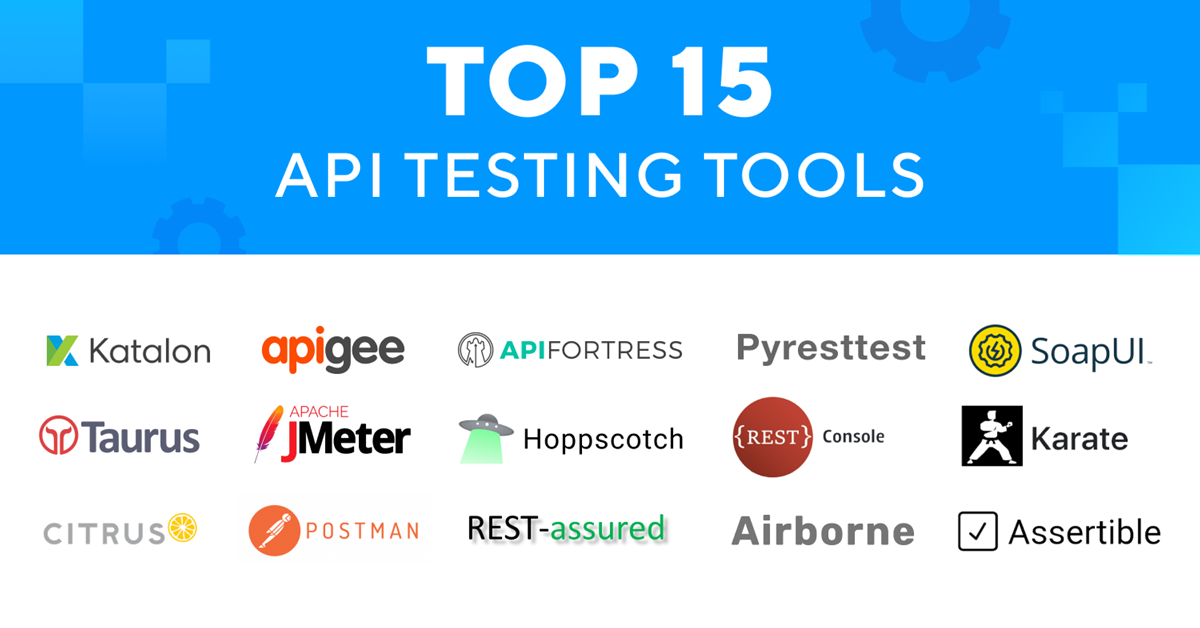 TOP 15
API TESTING TOOLS
Katalon
apigee
APIFORTRESS
Pyresttest
SoapUI™
Taurus
APACHE
JMeter
Hoppscotch
{REST} Console
Karate
CITRUS
POSTMAN
REST-assured
Airborne
Assertible